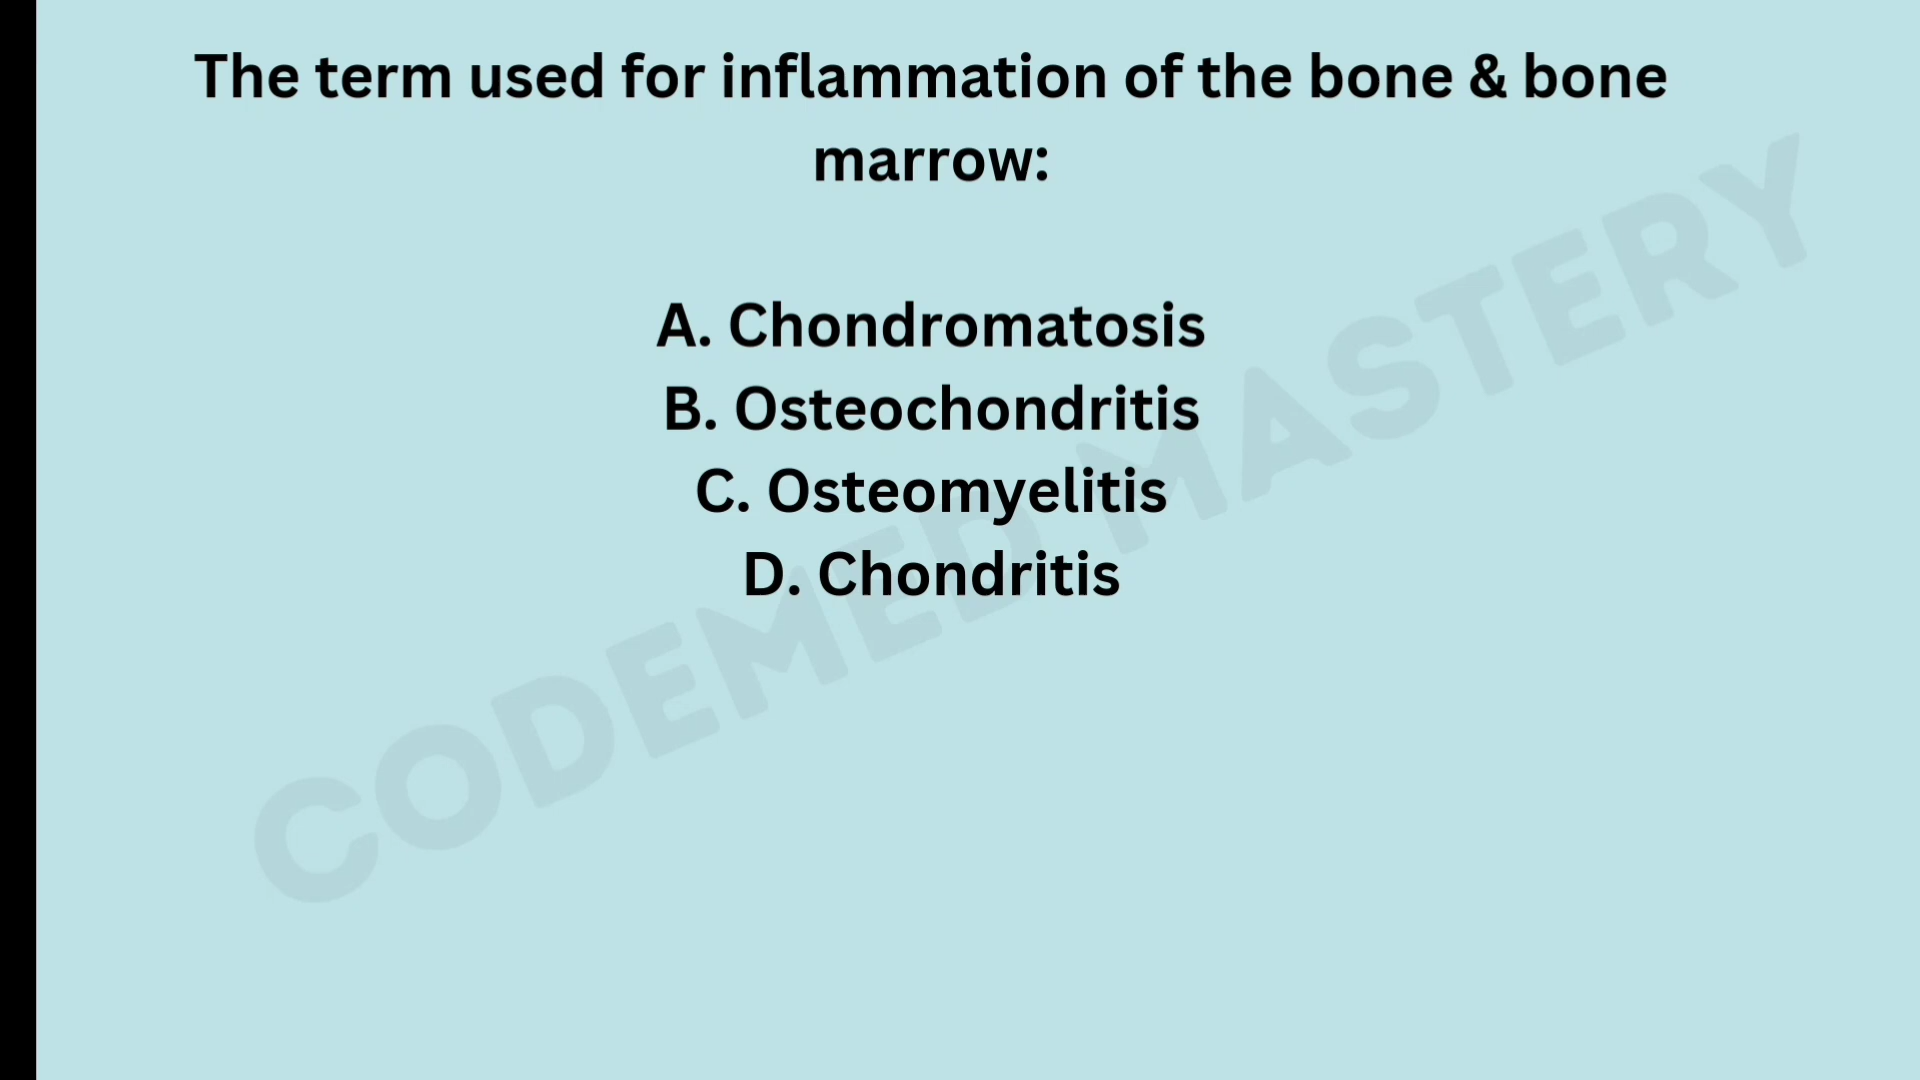 The term used for inflammation of the bone & bone
marrow:
A. Chondromatosis
B. Osteochondritis
C. Osteomyelitis
D. Chondritis
CODEMED MASTERY